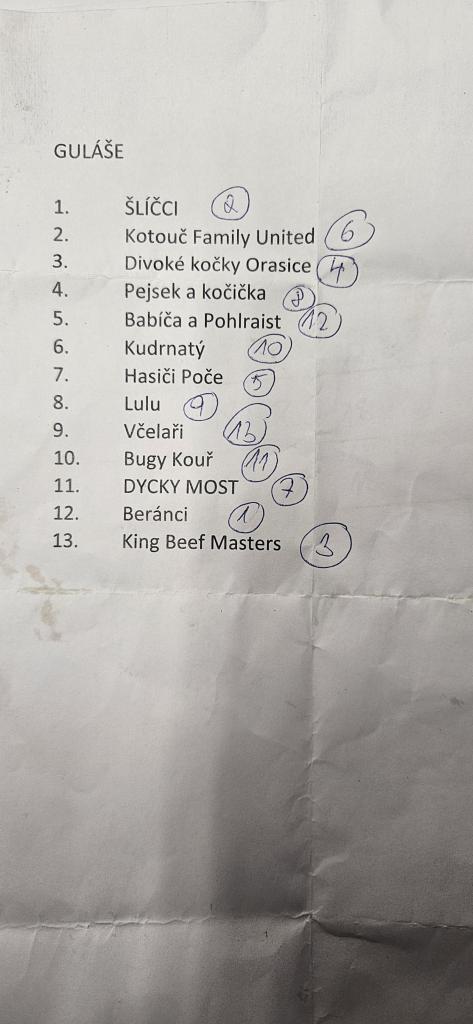 GULÁŠE
1. ŠLÍČCI 2
2. Kotouč Family United 6
3. Divoké kočky Orasice 4
4. Pejsek a kočička 8
5. Babíča a Pohlraist 12
6. Kudrnatý 10
7. Hasiči Poče 5
8. Lulu 9
9. Včelaři 13
10. Bugy Kouř 11
11. DYCKY MOST 7
12. Beránci 1
13. King Beef Masters 3